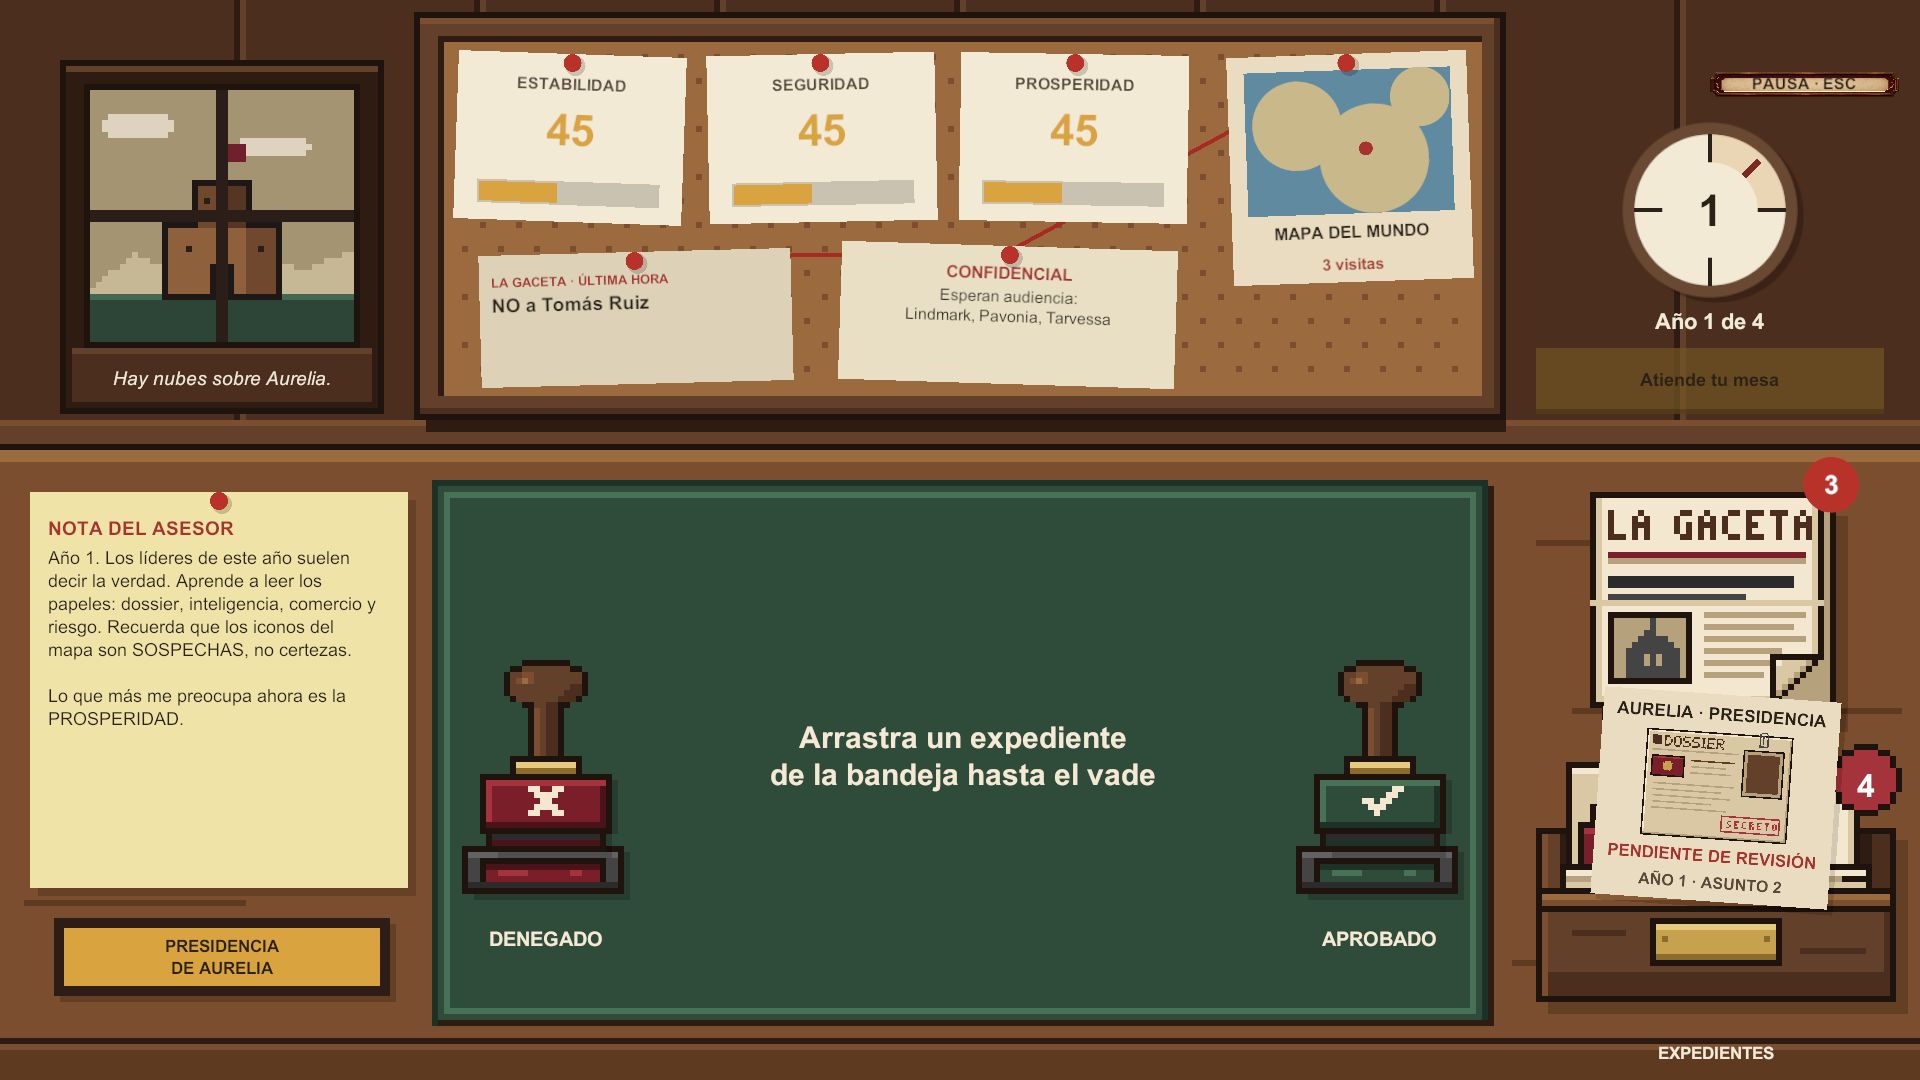 ESTABILIDAD
45
SEGURIDAD
45
PROSPERIDAD
45
MAPA DEL MUNDO
3 visitas
PAUSA · ESC
1
Año 1 de 4
Atiende tu mesa
Hay nubes sobre Aurelia.
LA GACETA · ÚLTIMA HORA
NO a Tomás Ruiz
CONFIDENCIAL
Esperan audiencia:
Lindmark, Pavonia, Tarvessa
NOTA DEL ASESOR
Año 1. Los líderes de este año suelen
decir la verdad. Aprende a leer los
papeles: dossier, inteligencia, comercio y
riesgo. Recuerda que los iconos del
mapa son SOSPECHAS, no certezas.
Lo que más me preocupa ahora es la
PROSPERIDAD.
PRESIDENCIA
DE AURELIA
Arrastra un expediente
de la bandeja hasta el vade
DENEGADO
APROBADO
3
LA GACETA
AURELIA · PRESIDENCIA
DOSSIER
SECRETO
4
PENDIENTE DE REVISIÓN
AÑO 1 · ASUNTO 2
EXPEDIENTES